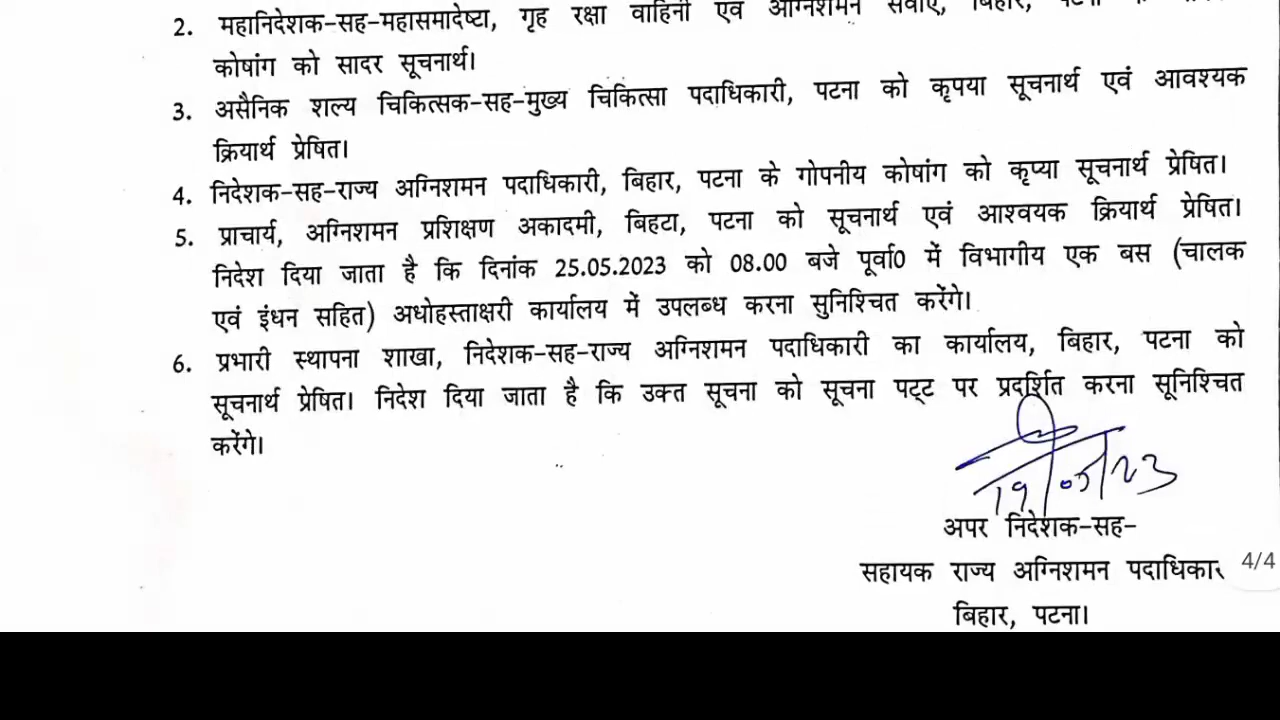 2. महानिदेशक-सह-महासमादेष्टा, गृह रक्षा वाहिनी एवं अग्निशमन सेवाएँ, बिहार, पटना के
कोषांग को सादर सूचनार्थ।
3. असैनिक शल्य चिकित्सक-सह-मुख्य चिकित्सा पदाधिकारी, पटना को कृपया सूचनार्थ एवं आवश्यक
क्रियार्थ प्रेषित।
4. निदेशक-सह-राज्य अग्निशमन पदाधिकारी, बिहार, पटना के गोपनीय कोषांग को कृप्या सूचनार्थ प्रेषित।
5. प्राचार्य, अग्निशमन प्रशिक्षण अकादमी, बिहटा, पटना को सूचनार्थ एवं आश्वयक क्रियार्थ प्रेषित।
निदेश दिया जाता है कि दिनांक 25.05.2023 को 08.00 बजे पूर्वा0 में विभागीय एक बस (चालक
एवं इंधन सहित) अधोहस्ताक्षरी कार्यालय में उपलब्ध करना सुनिश्चित करेंगे।
6. प्रभारी स्थापना शाखा, निदेशक-सह-राज्य अग्निशमन पदाधिकारी का कार्यालय, बिहार, पटना को
सूचनार्थ प्रेषित। निदेश दिया जाता है कि उक्त सूचना को सूचना पट्ट पर प्रदर्शित करना सूनिश्चित
करेंगे।
19/05/23
अपर निदेशक-सह-
सहायक राज्य अग्निशमन पदाधिकार
4/4
बिहार, पटना।